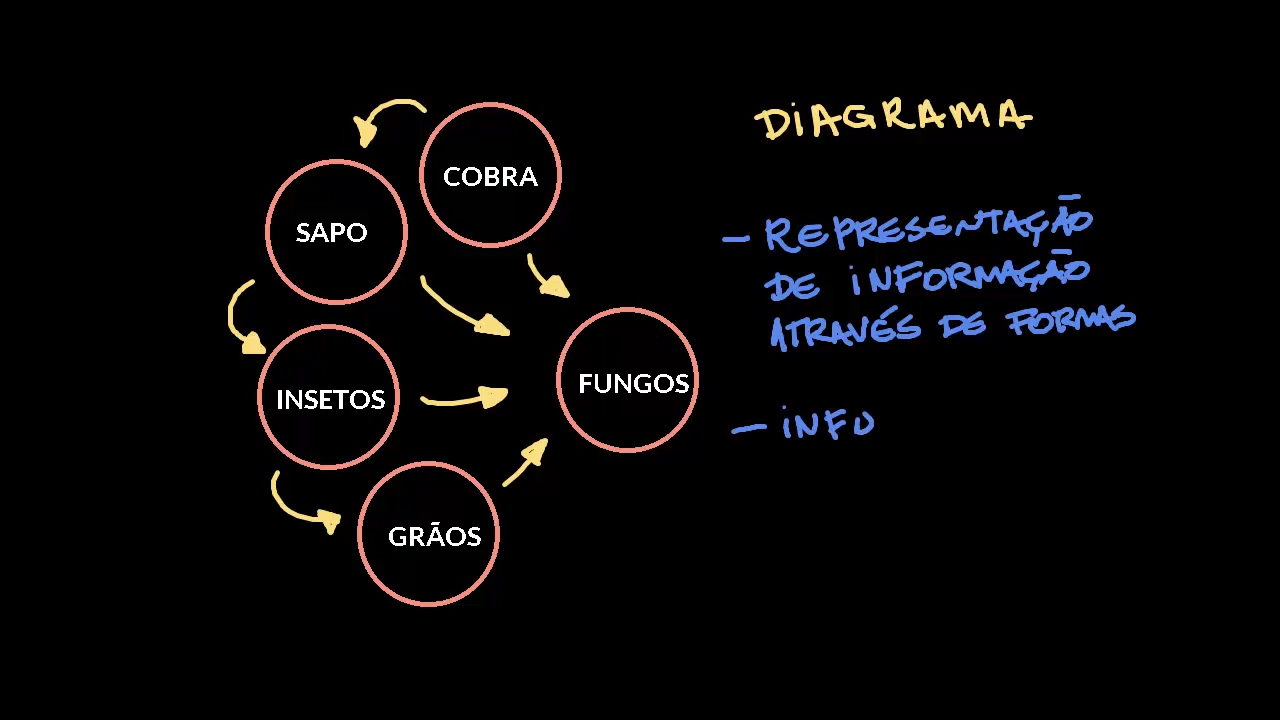 COBRA
SAPO
INSETOS
GRÃOS
FUNGOS
DIAGRAMA
- REPRESENTAÇÃO
DE INFORMAÇÃO
ATRAVÉS DE FORMAS
- INFO